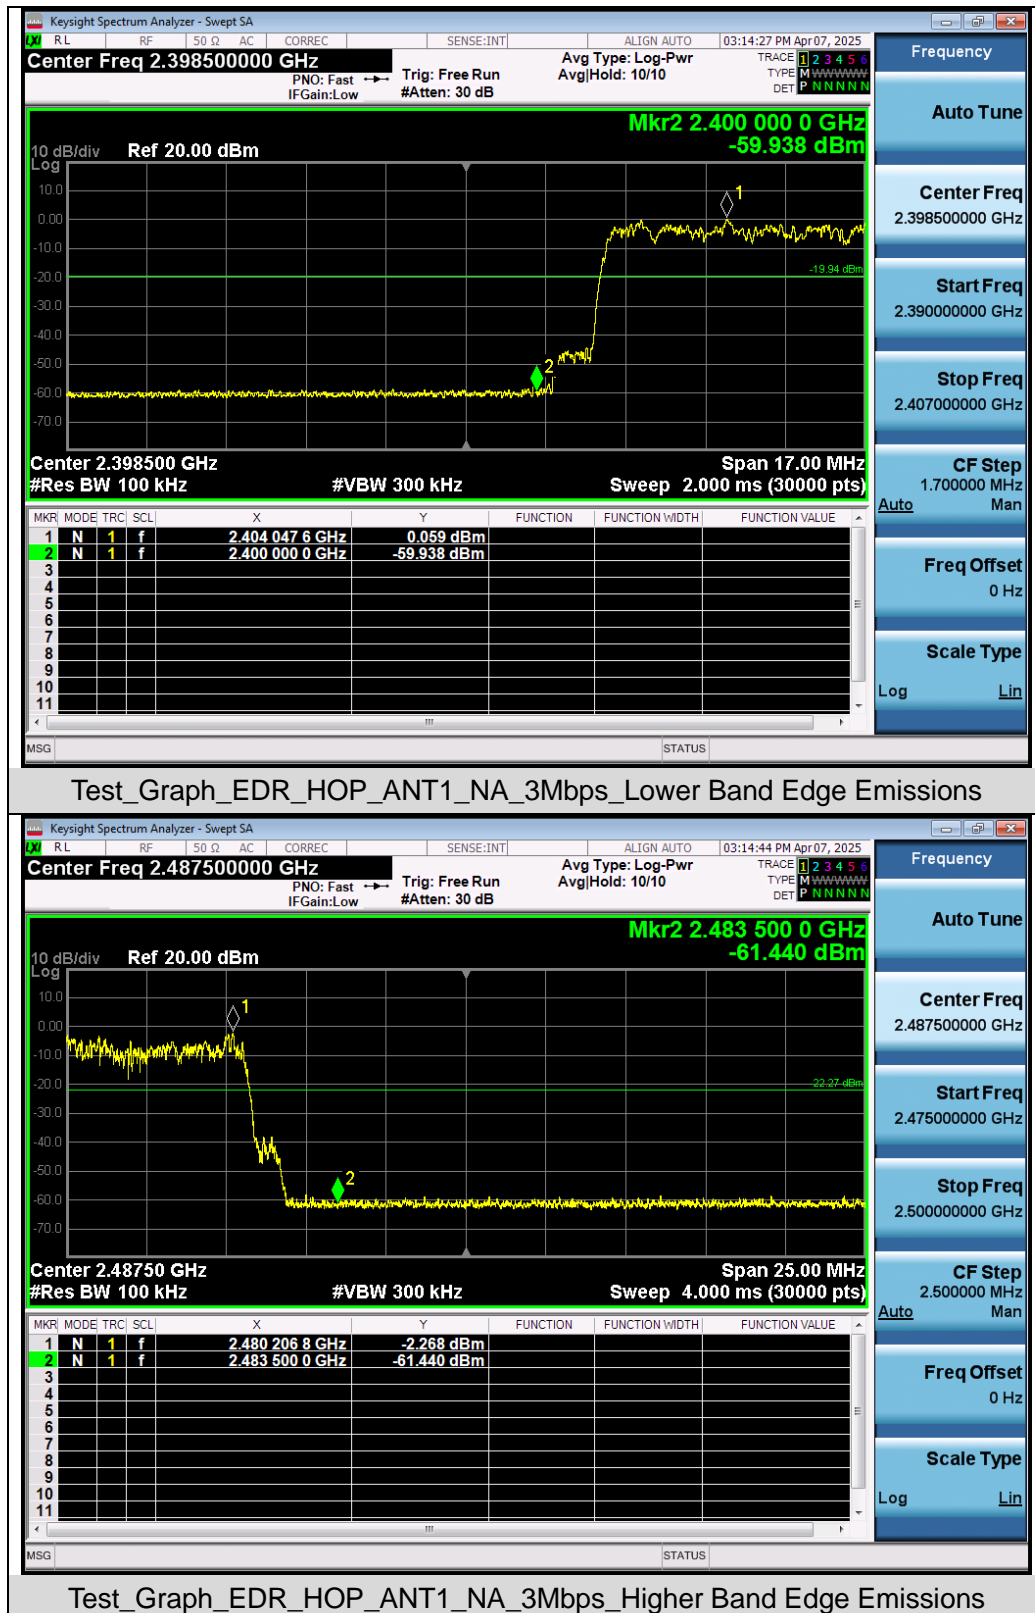 Keysight Spectrum Analyzer - Swept SA
LXI RL RF 50 Ω AC CORREC SENSE:INT ALIGN AUTO 03:14:27 PM Apr 07, 2025
Center Freq 2.398500000 GHz Avg Type: Log-Pwr TRACE 1 2 3 4 5 6
PNO: Fast Trig: Free Run Avg|Hold: 10/10 TYPE M WWWWW
IFGain:Low #Atten: 30 dB DET P N N N N N
Frequency
Auto Tune
Center Freq
2.398500000 GHz
Start Freq
2.390000000 GHz
Stop Freq
2.407000000 GHz
CF Step
1.700000 MHz
Auto Man
Freq Offset
0 Hz
Scale Type
Log Lin
Mkr2 2.400 000 0 GHz
-59.938 dBm
10 dB/div Ref 20.00 dBm
Log
10.0
0.00
-10.0
-20.0
-30.0
-40.0
-50.0
-60.0
-70.0
1
-19.94 dBm
2
Center 2.398500 GHz Span 17.00 MHz
#Res BW 100 kHz #VBW 300 kHz Sweep 2.000 ms (30000 pts)
MKR MODE TRC SCL X Y FUNCTION FUNCTION WIDTH FUNCTION VALUE
1 N 1 f 2.404 047 6 GHz 0.059 dBm
2 N 1 f 2.400 000 0 GHz -59.938 dBm
3
4
5
6
7
8
9
10
11
MSG STATUS
Test_Graph_EDR_HOP_ANT1_NA_3Mbps_Lower Band Edge Emissions
Keysight Spectrum Analyzer - Swept SA
LXI RL RF 50 Ω AC CORREC SENSE:INT ALIGN AUTO 03:14:44 PM Apr 07, 2025
Center Freq 2.487500000 GHz Avg Type: Log-Pwr TRACE 1 2 3 4 5 6
PNO: Fast Trig: Free Run Avg|Hold: 10/10 TYPE M WWWWW
IFGain:Low #Atten: 30 dB DET P N N N N N
Frequency
Auto Tune
Center Freq
2.487500000 GHz
Start Freq
2.475000000 GHz
Stop Freq
2.500000000 GHz
CF Step
2.500000 MHz
Auto Man
Freq Offset
0 Hz
Scale Type
Log Lin
Mkr2 2.483 500 0 GHz
-61.440 dBm
10 dB/div Ref 20.00 dBm
Log
10.0
0.00
-10.0
-20.0
-30.0
-40.0
-50.0
-60.0
-70.0
1
-22.27 dBm
2
Center 2.48750 GHz Span 25.00 MHz
#Res BW 100 kHz #VBW 300 kHz Sweep 4.000 ms (30000 pts)
MKR MODE TRC SCL X Y FUNCTION FUNCTION WIDTH FUNCTION VALUE
1 N 1 f 2.480 206 8 GHz -2.268 dBm
2 N 1 f 2.483 500 0 GHz -61.440 dBm
3
4
5
6
7
8
9
10
11
MSG STATUS
Test_Graph_EDR_HOP_ANT1_NA_3Mbps_Higher Band Edge Emissions